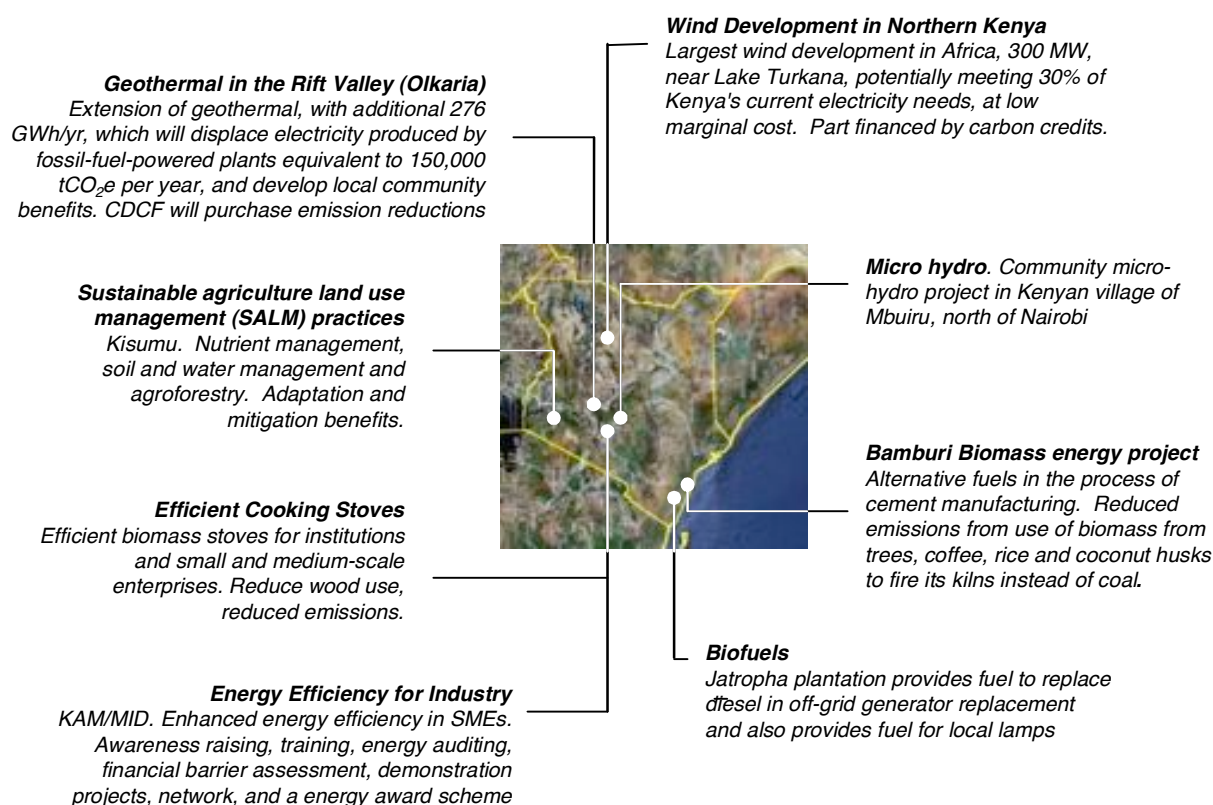 Wind Development in Northern Kenya
Largest wind development in Africa, 300 MW,
near Lake Turkana, potentially meeting 30% of
Kenya's current electricity needs, at low
marginal cost.  Part financed by carbon credits.
Geothermal in the Rift Valley (Olkaria)
Extension of geothermal, with additional 276
GWh/yr, which will displace electricity produced by
fossil-fuel-powered plants equivalent to 150,000
tCO₂e per year, and develop local community
benefits. CDCF will purchase emission reductions
Micro hydro. Community micro-
hydro project in Kenyan village of
Mbuiru, north of Nairobi
Sustainable agriculture land use
management (SALM) practices
Kisumu.  Nutrient management,
soil and water management and
agroforestry.  Adaptation and
mitigation benefits.
Bamburi Biomass energy project
Alternative fuels in the process of
cement manufacturing.  Reduced
emissions from use of biomass from
trees, coffee, rice and coconut husks
to fire its kilns instead of coal.
Efficient Cooking Stoves
Efficient biomass stoves for institutions
and small and medium-scale
enterprises. Reduce wood use,
reduced emissions.
Biofuels
Jatropha plantation provides fuel to replace
diesel in off-grid generator replacement
and also provides fuel for local lamps
Energy Efficiency for Industry
KAM/MID. Enhanced energy efficiency in SMEs.
Awareness raising, training, energy auditing,
financial barrier assessment, demonstration
projects, network, and a energy award scheme